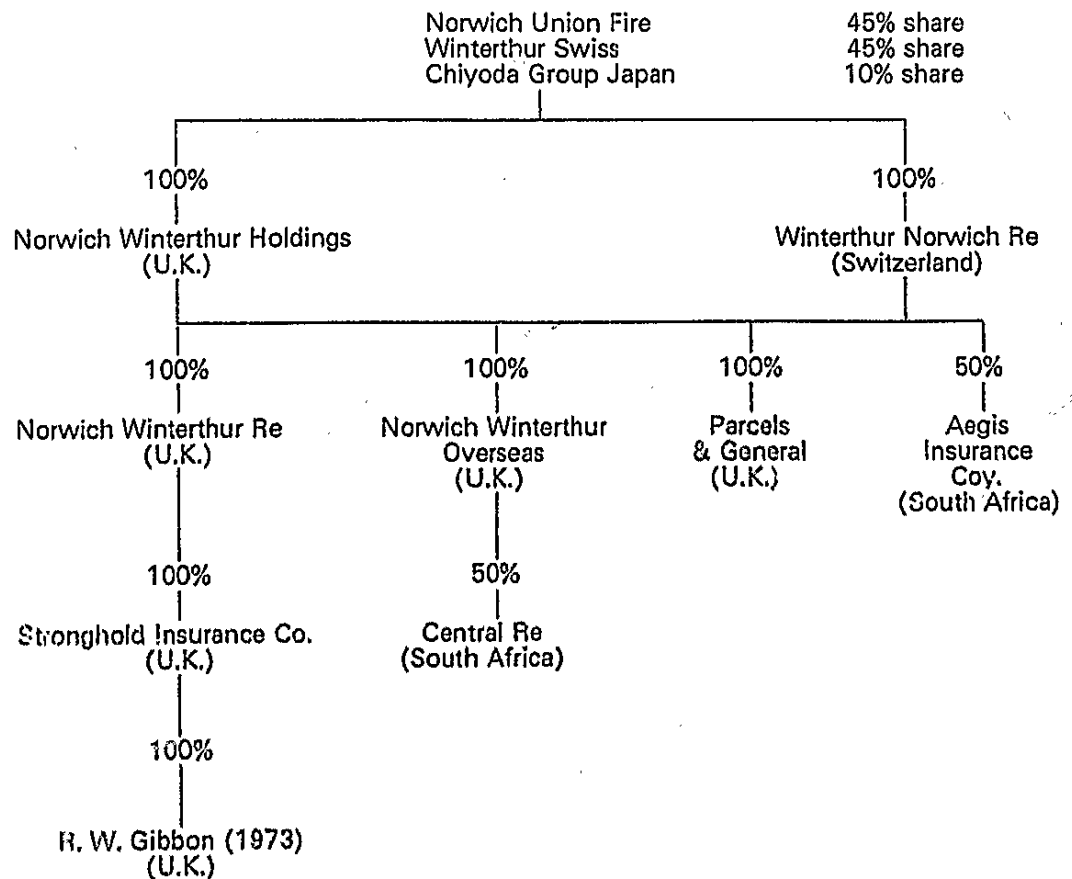 Norwich Union Fire 45% share
Winterthur Swiss 45% share
Chiyoda Group Japan 10% share
100% 100%
Norwich Winterthur Holdings
(U.K.)
Winterthur Norwich Re
(Switzerland)
100% 100% 100% 50%
Norwich Winterthur Re
(U.K.)
Norwich Winterthur
Overseas
(U.K.)
Parcels
& General
(U.K.)
Aegis
Insurance
Coy.
(South Africa)
100% 50%
Stronghold Insurance Co.
(U.K.)
Central Re
(South Africa)
100%
R. W. Gibbon (1973)
(U.K.)